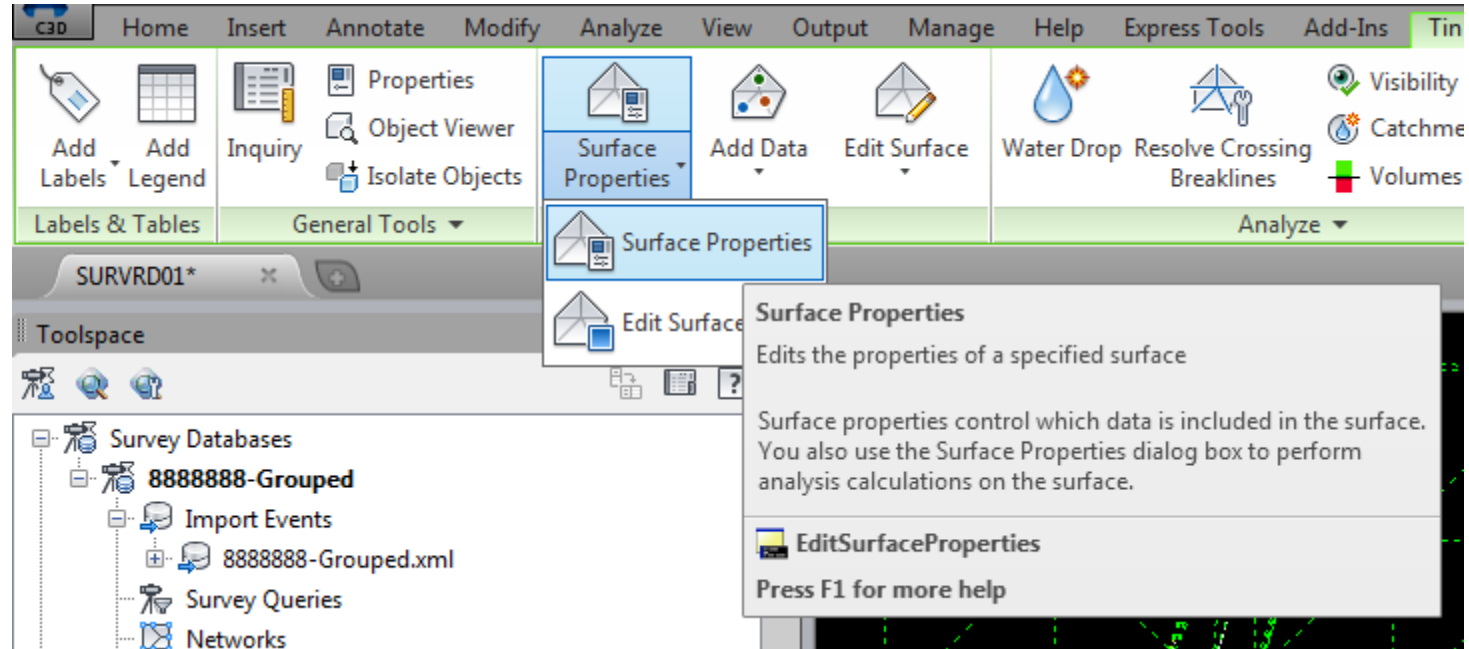 C3D Home Insert Annotate Modify Analyze View Output Manage Help Express Tools Add-Ins Tin
Add Labels
Add Legend
Inquiry
Properties
Object Viewer
Isolate Objects
Surface Properties
Add Data
Edit Surface
Water Drop
Resolve Crossing
Breaklines
Visibility
Catchme
Volumes
Labels & Tables
General Tools
Analyze
Surface Properties
Edit Surface
SURVRD01*
Toolspace
?
Surface Properties
Edits the properties of a specified surface
Surface properties control which data is included in the surface.
You also use the Surface Properties dialog box to perform
analysis calculations on the surface.
EditSurfaceProperties
Press F1 for more help
Survey Databases
8888888-Grouped
Import Events
8888888-Grouped.xml
Survey Queries
Networks